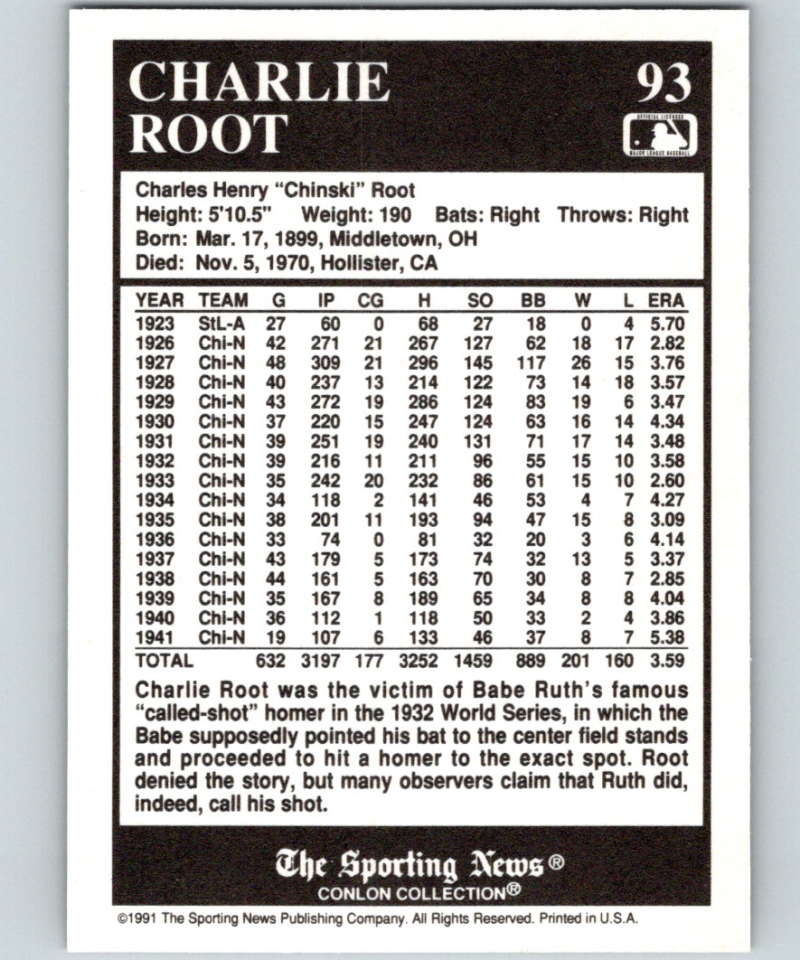 CHARLIE 93
ROOT
OFFICIAL LICENSEE
MAJOR LEAGUE BASEBALL
Charles Henry "Chinski" Root
Height: 5'10.5" Weight: 190 Bats: Right Throws: Right
Born: Mar. 17, 1899, Middletown, OH
Died: Nov. 5, 1970, Hollister, CA
YEAR TEAM G IP CG H SO BB W L ERA
1923 StL-A 27 60 0 68 27 18 0 4 5.70
1926 Chi-N 42 271 21 267 127 62 18 17 2.82
1927 Chi-N 48 309 21 296 145 117 26 15 3.76
1928 Chi-N 40 237 13 214 122 73 14 18 3.57
1929 Chi-N 43 272 19 286 124 83 19 6 3.47
1930 Chi-N 37 220 15 247 124 63 16 14 4.34
1931 Chi-N 39 251 19 240 131 71 17 14 3.48
1932 Chi-N 39 216 11 211 96 55 15 10 3.58
1933 Chi-N 35 242 20 232 86 61 15 10 2.60
1934 Chi-N 34 118 2 141 46 53 4 7 4.27
1935 Chi-N 38 201 11 193 94 47 15 8 3.09
1936 Chi-N 33 74 0 81 32 20 3 6 4.14
1937 Chi-N 43 179 5 173 74 32 13 5 3.37
1938 Chi-N 44 161 5 163 70 30 8 7 2.85
1939 Chi-N 35 167 8 189 65 34 8 8 4.04
1940 Chi-N 36 112 1 118 50 33 2 4 3.86
1941 Chi-N 19 107 6 133 46 37 8 7 5.38
TOTAL 632 3197 177 3252 1459 889 201 160 3.59
Charlie Root was the victim of Babe Ruth's famous
"called-shot" homer in the 1932 World Series, in which the
Babe supposedly pointed his bat to the center field stands
and proceeded to hit a homer to the exact spot. Root
denied the story, but many observers claim that Ruth did,
indeed, call his shot.
The Sporting News®
CONLON COLLECTION®
©1991 The Sporting News Publishing Company. All Rights Reserved. Printed in U.S.A.